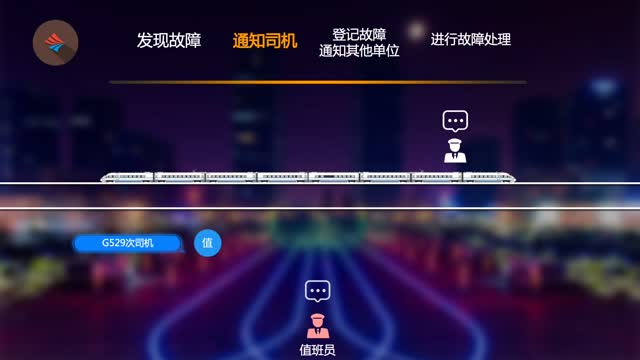 发现故障
通知司机
登记故障
通知其他单位
进行故障处理
G529次司机
值
值班员